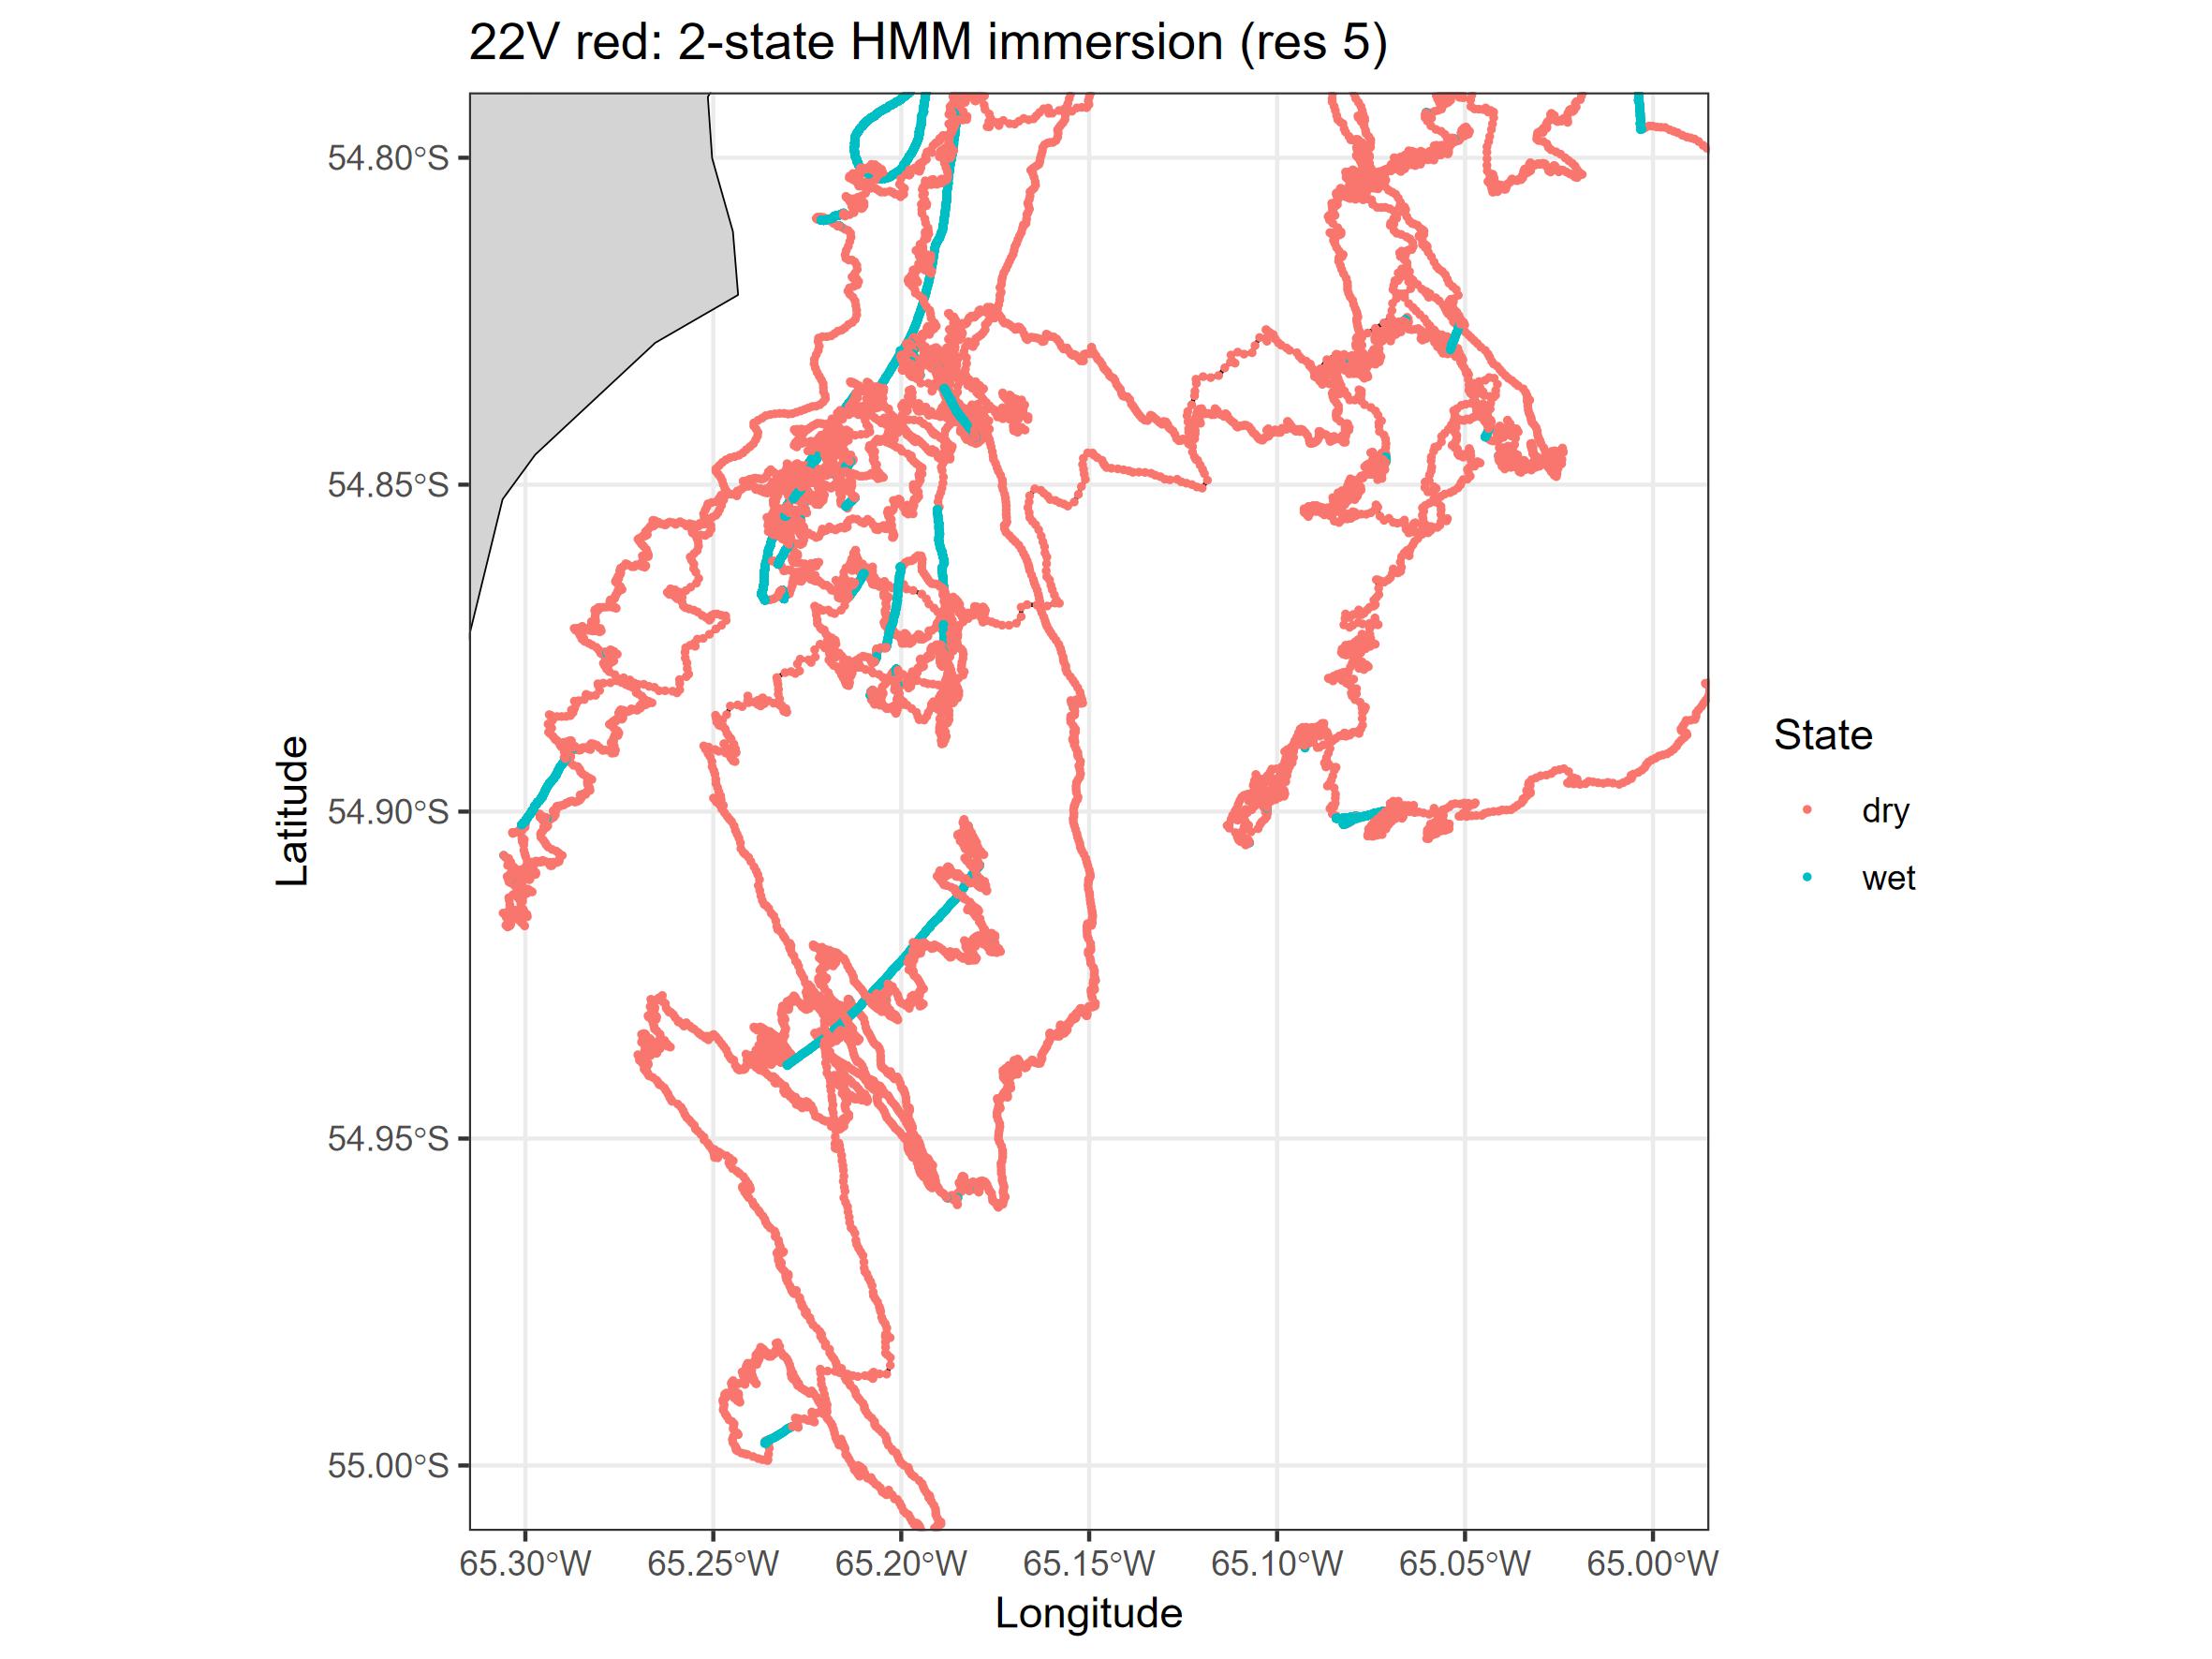 22V red: 2-state HMM immersion (res 5)
54.80°S
54.85°S
54.90°S
54.95°S
55.00°S
Latitude
65.30°W 65.25°W 65.20°W 65.15°W 65.10°W 65.05°W 65.00°W
Longitude
State
dry
wet